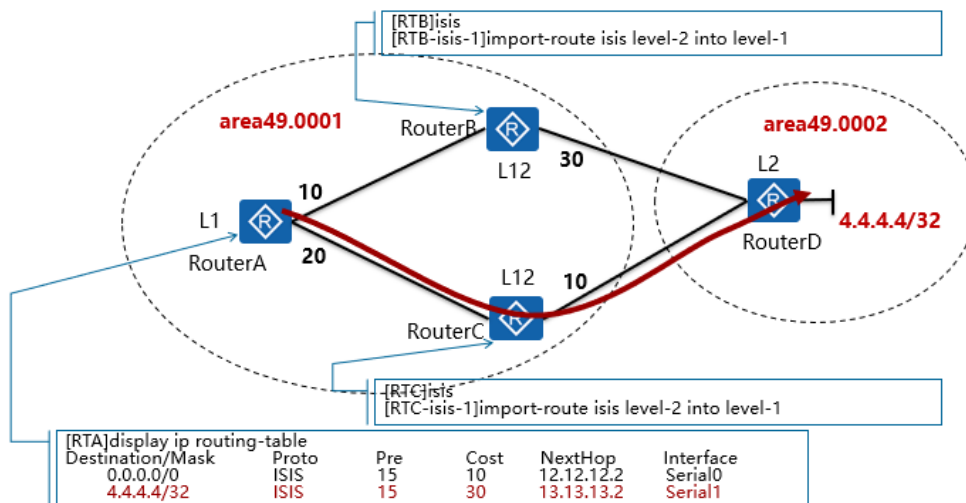 [RTB]isis
[RTB-isis-1]import-route isis level-2 into level-1
area49.0001
area49.0002
RouterB
R
L12
30
L2
R
10
L1
R
4.4.4.4/32
RouterD
RouterA
20
L12
10
R
RouterC
[RTC]isis
[RTC-isis-1]import-route isis level-2 into level-1
[RTA]display ip routing-table
Destination/Mask Proto Pre Cost NextHop Interface
0.0.0.0/0 ISIS 15 10 12.12.12.2 Serial0
4.4.4.4/32 ISIS 15 30 13.13.13.2 Serial1